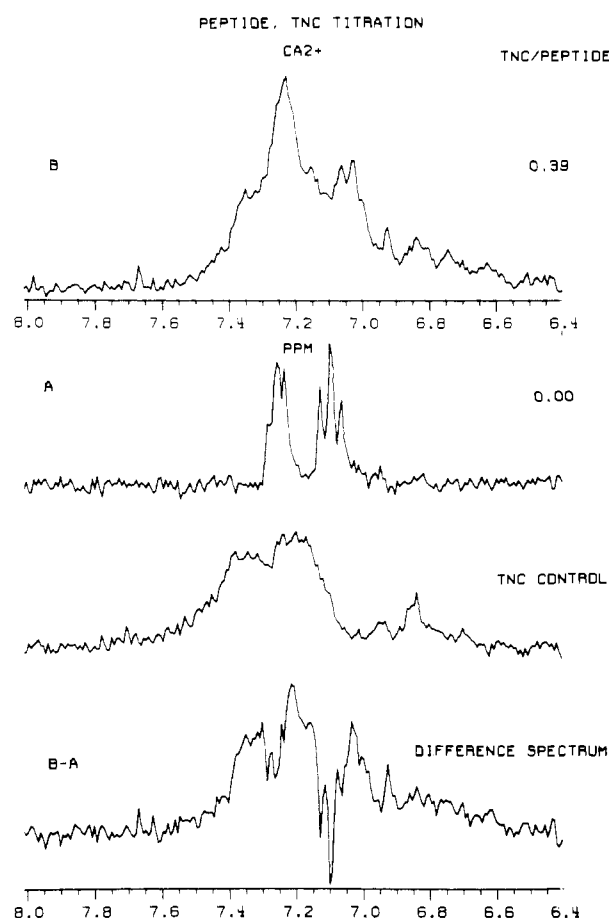 PEPTIDE, TNC TITRATION
CA2+
TNC/PEPTIDE
B
0.39
8.0 7.8 7.6 7.4 7.2 7.0 6.8 6.6 6.4
PPM
A
0.00
TNC CONTROL
B-A
DIFFERENCE SPECTRUM
8.0 7.8 7.6 7.4 7.2 7.0 6.8 6.6 6.4